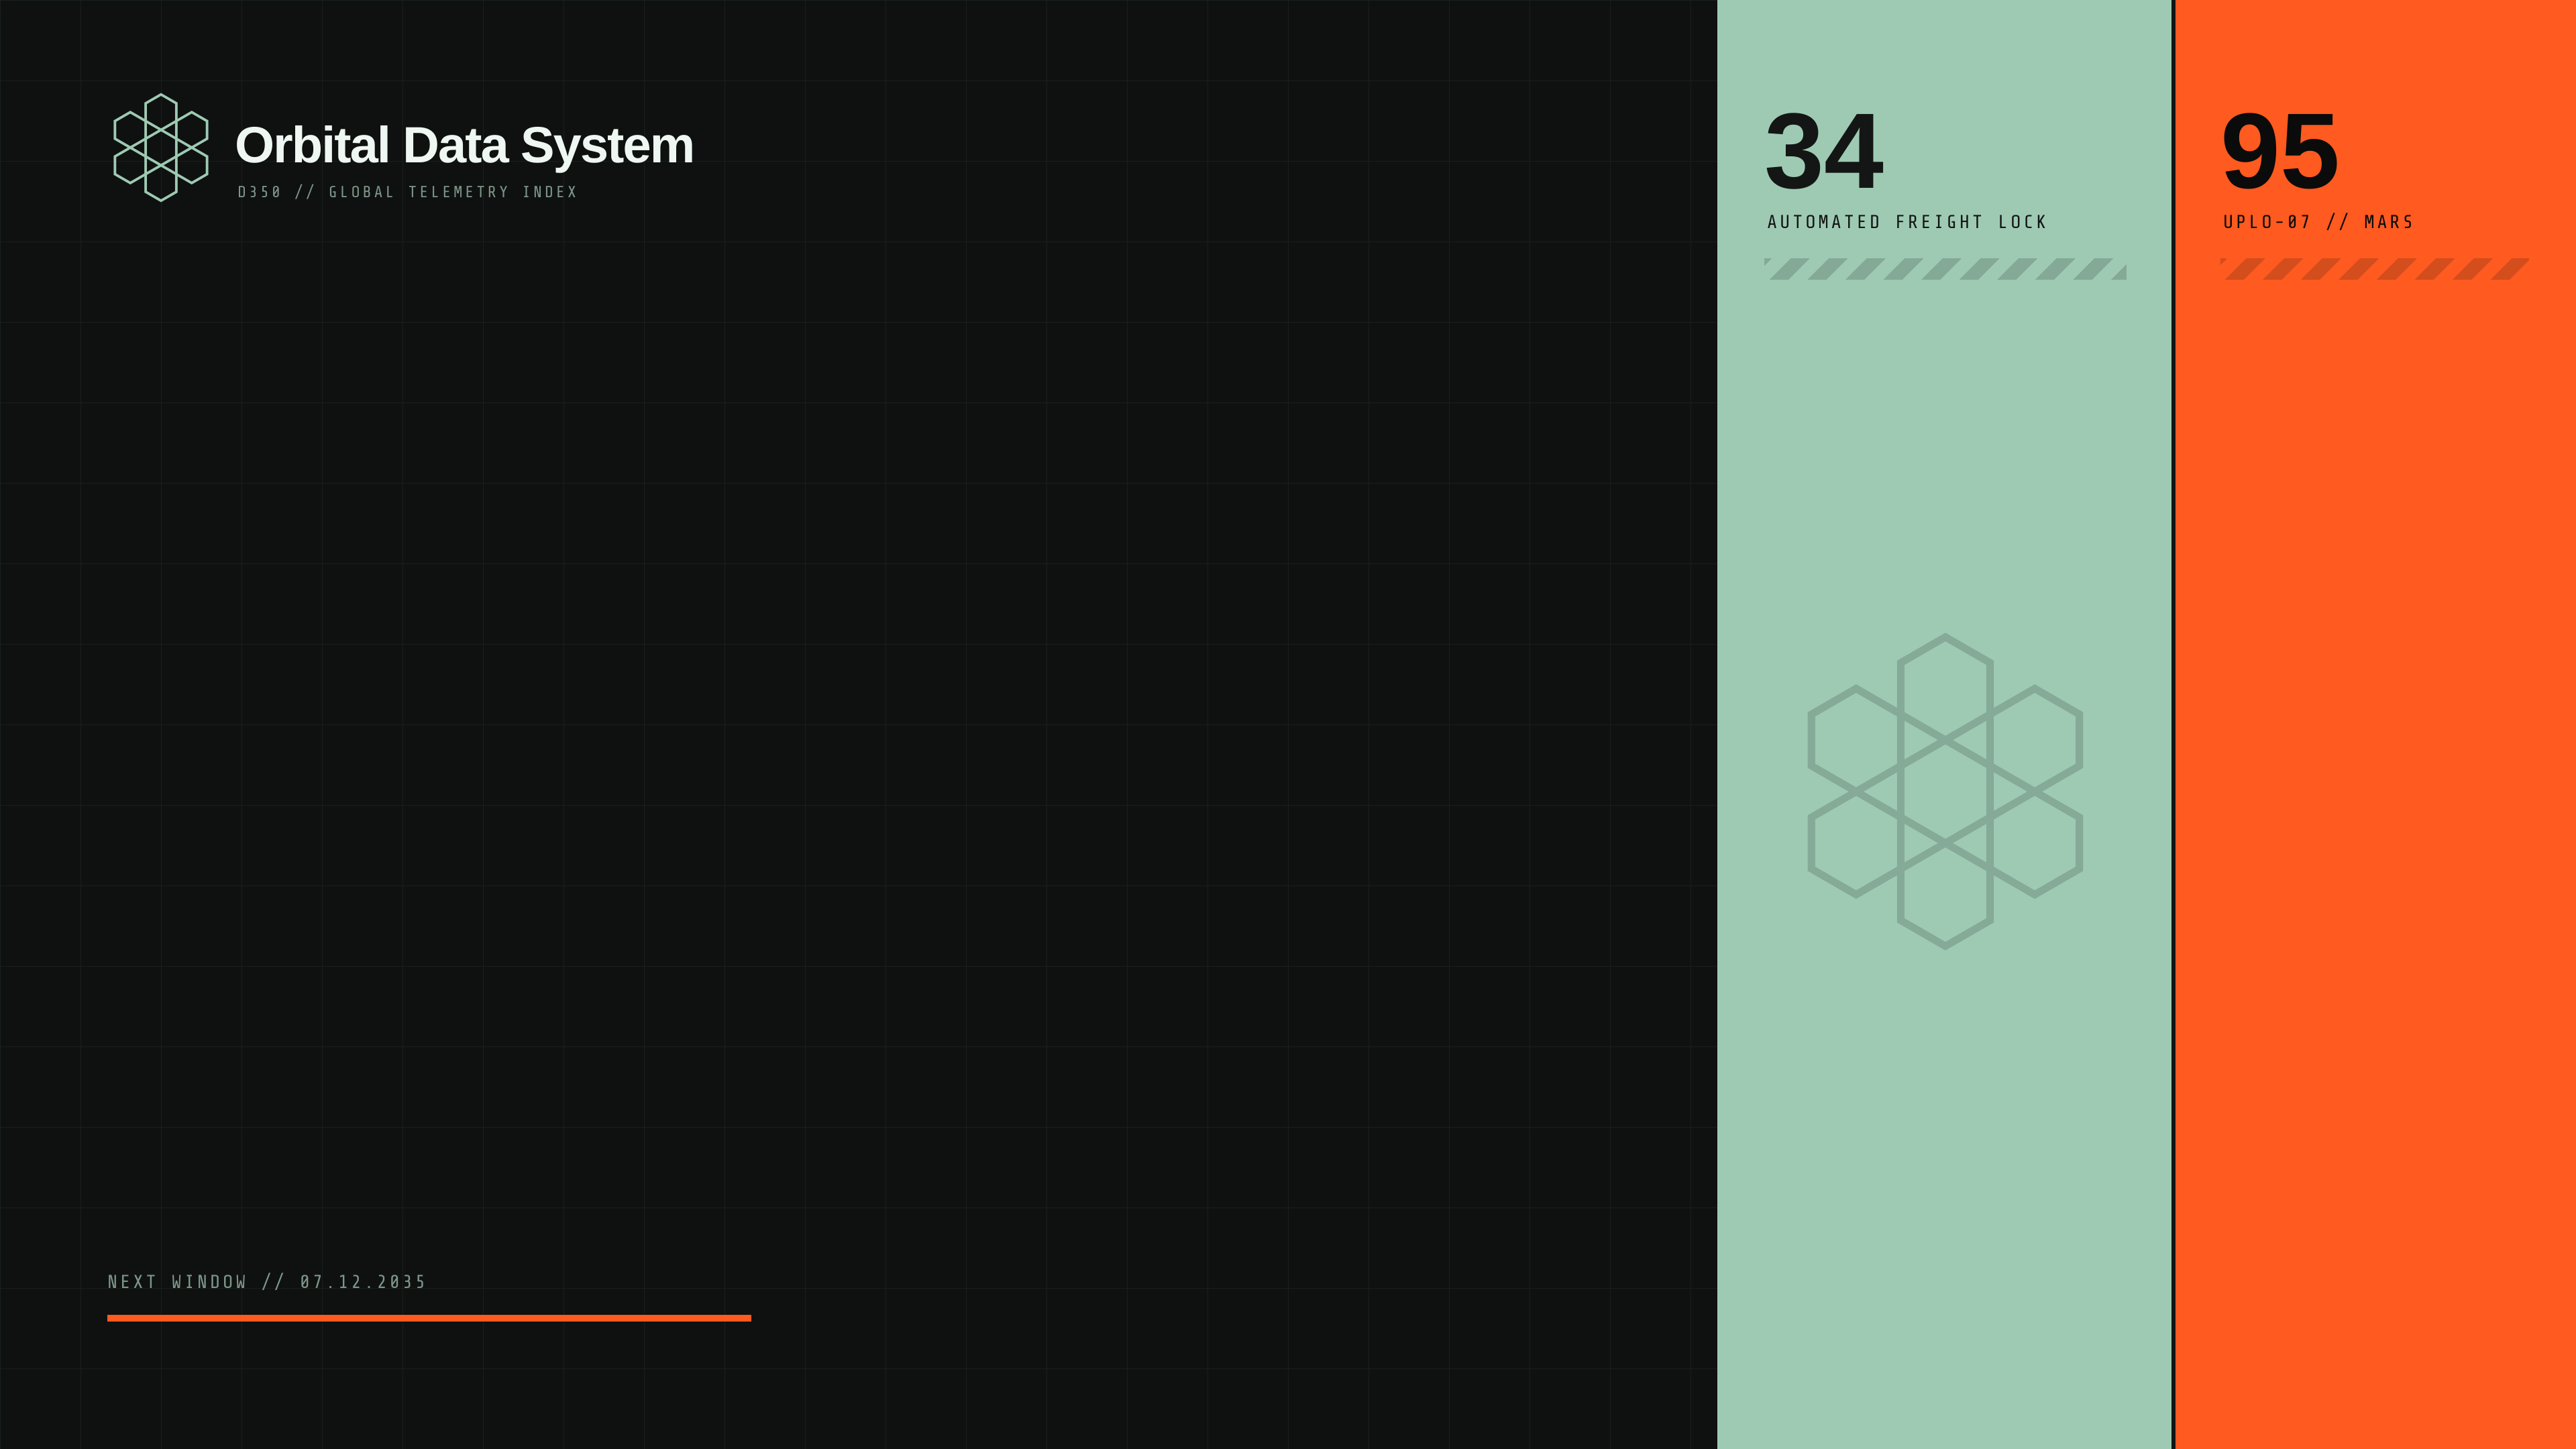 Orbital Data System
D350 // GLOBAL TELEMETRY INDEX
34
AUTOMATED FREIGHT LOCK
95
UPLO-07 // MARS
NEXT WINDOW // 07.12.2035